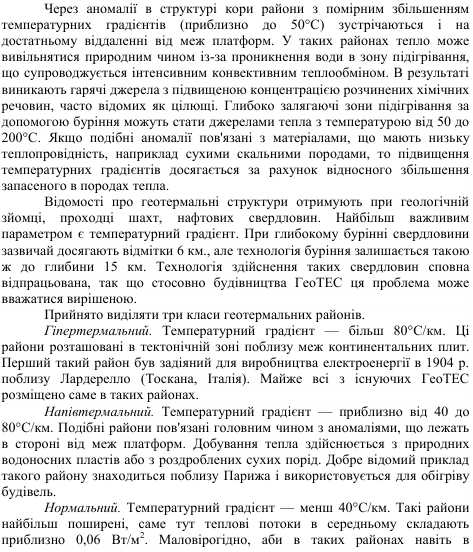 Через аномалії в структурі кори райони з помірним збільшенням
температурних градієнтів (приблизно до 50°С) зустрічаються і на
достатньому віддаленні від меж платформ. У таких районах тепло може
вивільнятися природним чином із-за проникнення води в зону підігрівання,
що супроводжується інтенсивним конвективним теплообміном. В результаті
виникають гарячі джерела з підвищеною концентрацією розчинених хімічних
речовин, часто відомих як цілющі. Глибоко залягаючі зони підігрівання за
допомогою буріння можуть стати джерелами тепла з температурою від 50 до
200°С. Якщо подібні аномалії пов'язані з матеріалами, що мають низьку
теплопровідність, наприклад сухими скальними породами, то підвищення
температурних градієнтів досягається за рахунок відносного збільшення
запасеного в породах тепла.
Відомості про геотермальні структури отримують при геологічній
зйомці, проходці шахт, нафтових свердловин. Найбільш важливим
параметром є температурний градієнт. При глибокому бурінні свердловини
зазвичай досягають відмітки 6 км., але технологія буріння залишається такою
ж до глибини 15 км. Технологія здійснення таких свердловин сповна
відпрацьована, так що стосовно будівництва ГеоТЕС ця проблема може
вважатися вирішеною.
Прийнято виділяти три класи геотермальних районів.
Гіпертермальний. Температурний градієнт — більш 80°С/км. Ці
райони розташовані в тектонічній зоні поблизу меж континентальних плит.
Перший такий район був задіяний для виробництва електроенергії в 1904 р.
поблизу Лардерелло (Тоскана, Італія). Майже всі з існуючих ГеоТЕС
розміщено саме в таких районах.
Напівтермальний. Температурний градієнт — приблизно від 40 до
80°С/км. Подібні райони пов'язані головним чином з аномаліями, що лежать
в стороні від меж платформ. Добування тепла здійснюється з природних
водоносних пластів або з роздроблених сухих порід. Добре відомий приклад
такого району знаходиться поблизу Парижа і використовується для обігріву
будівель.
Нормальний. Температурний градієнт — менш 40°С/км. Такі райони
найбільш поширені, саме тут теплові потоки в середньому складають
приблизно 0,06 Вт/м². Маловірогідно, аби в таких районах навіть в